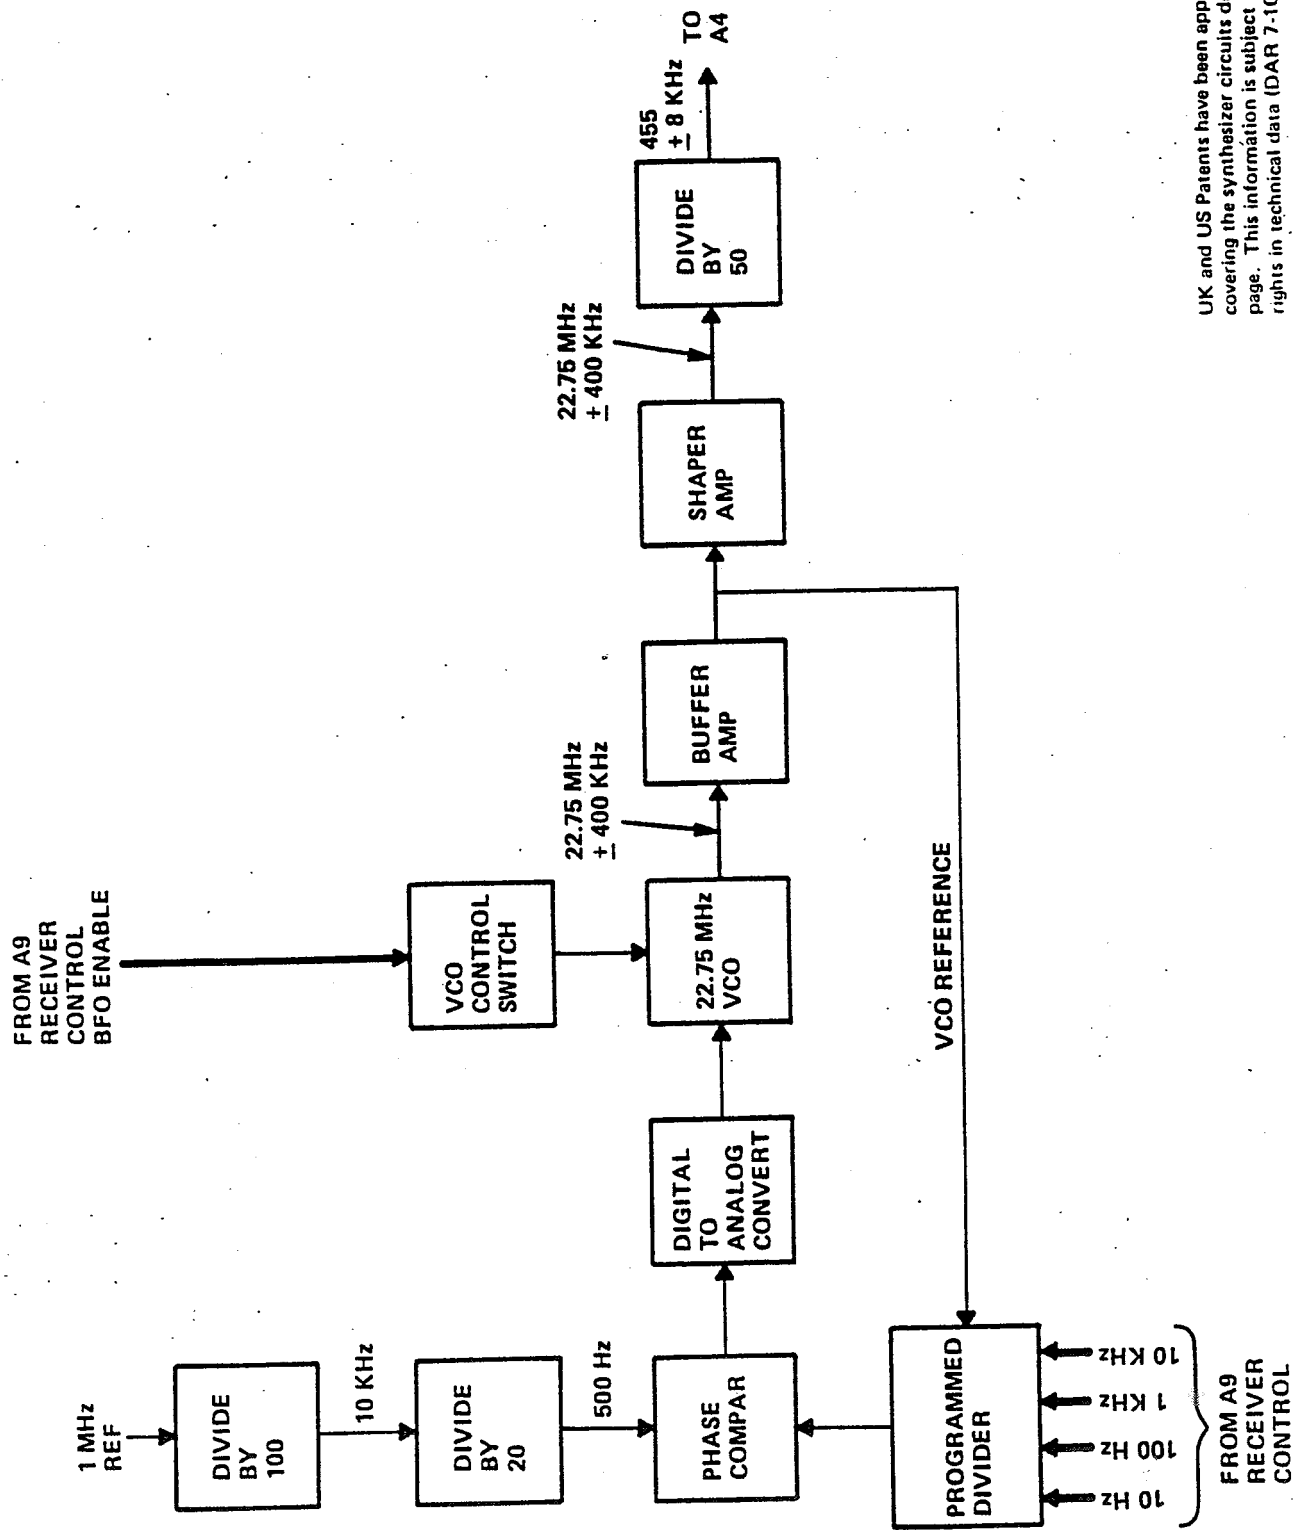 1 MHz
REF
DIVIDE
BY
100
10 KHz
DIVIDE
BY
20
500 Hz
PHASE
COMPAR
DIGITAL
TO
ANALOG
CONVERT
FROM A9
RECEIVER
CONTROL
BFO ENABLE
VCO
CONTROL
SWITCH
22.75 MHz
VCO
22.75 MHz
± 400 KHz
BUFFER
AMP
SHAPER
AMP
22.75 MHz
± 400 KHz
DIVIDE
BY
50
455
± 8 KHz
TO
A4
VCO REFERENCE
PROGRAMMED
DIVIDER
10 Hz
100 Hz
1 KHz
10 KHz
FROM A9
RECEIVER
CONTROL
UK and US Patents have been
covering the synthesizer circuits
page. This information is subject
rights in technical data (DAR